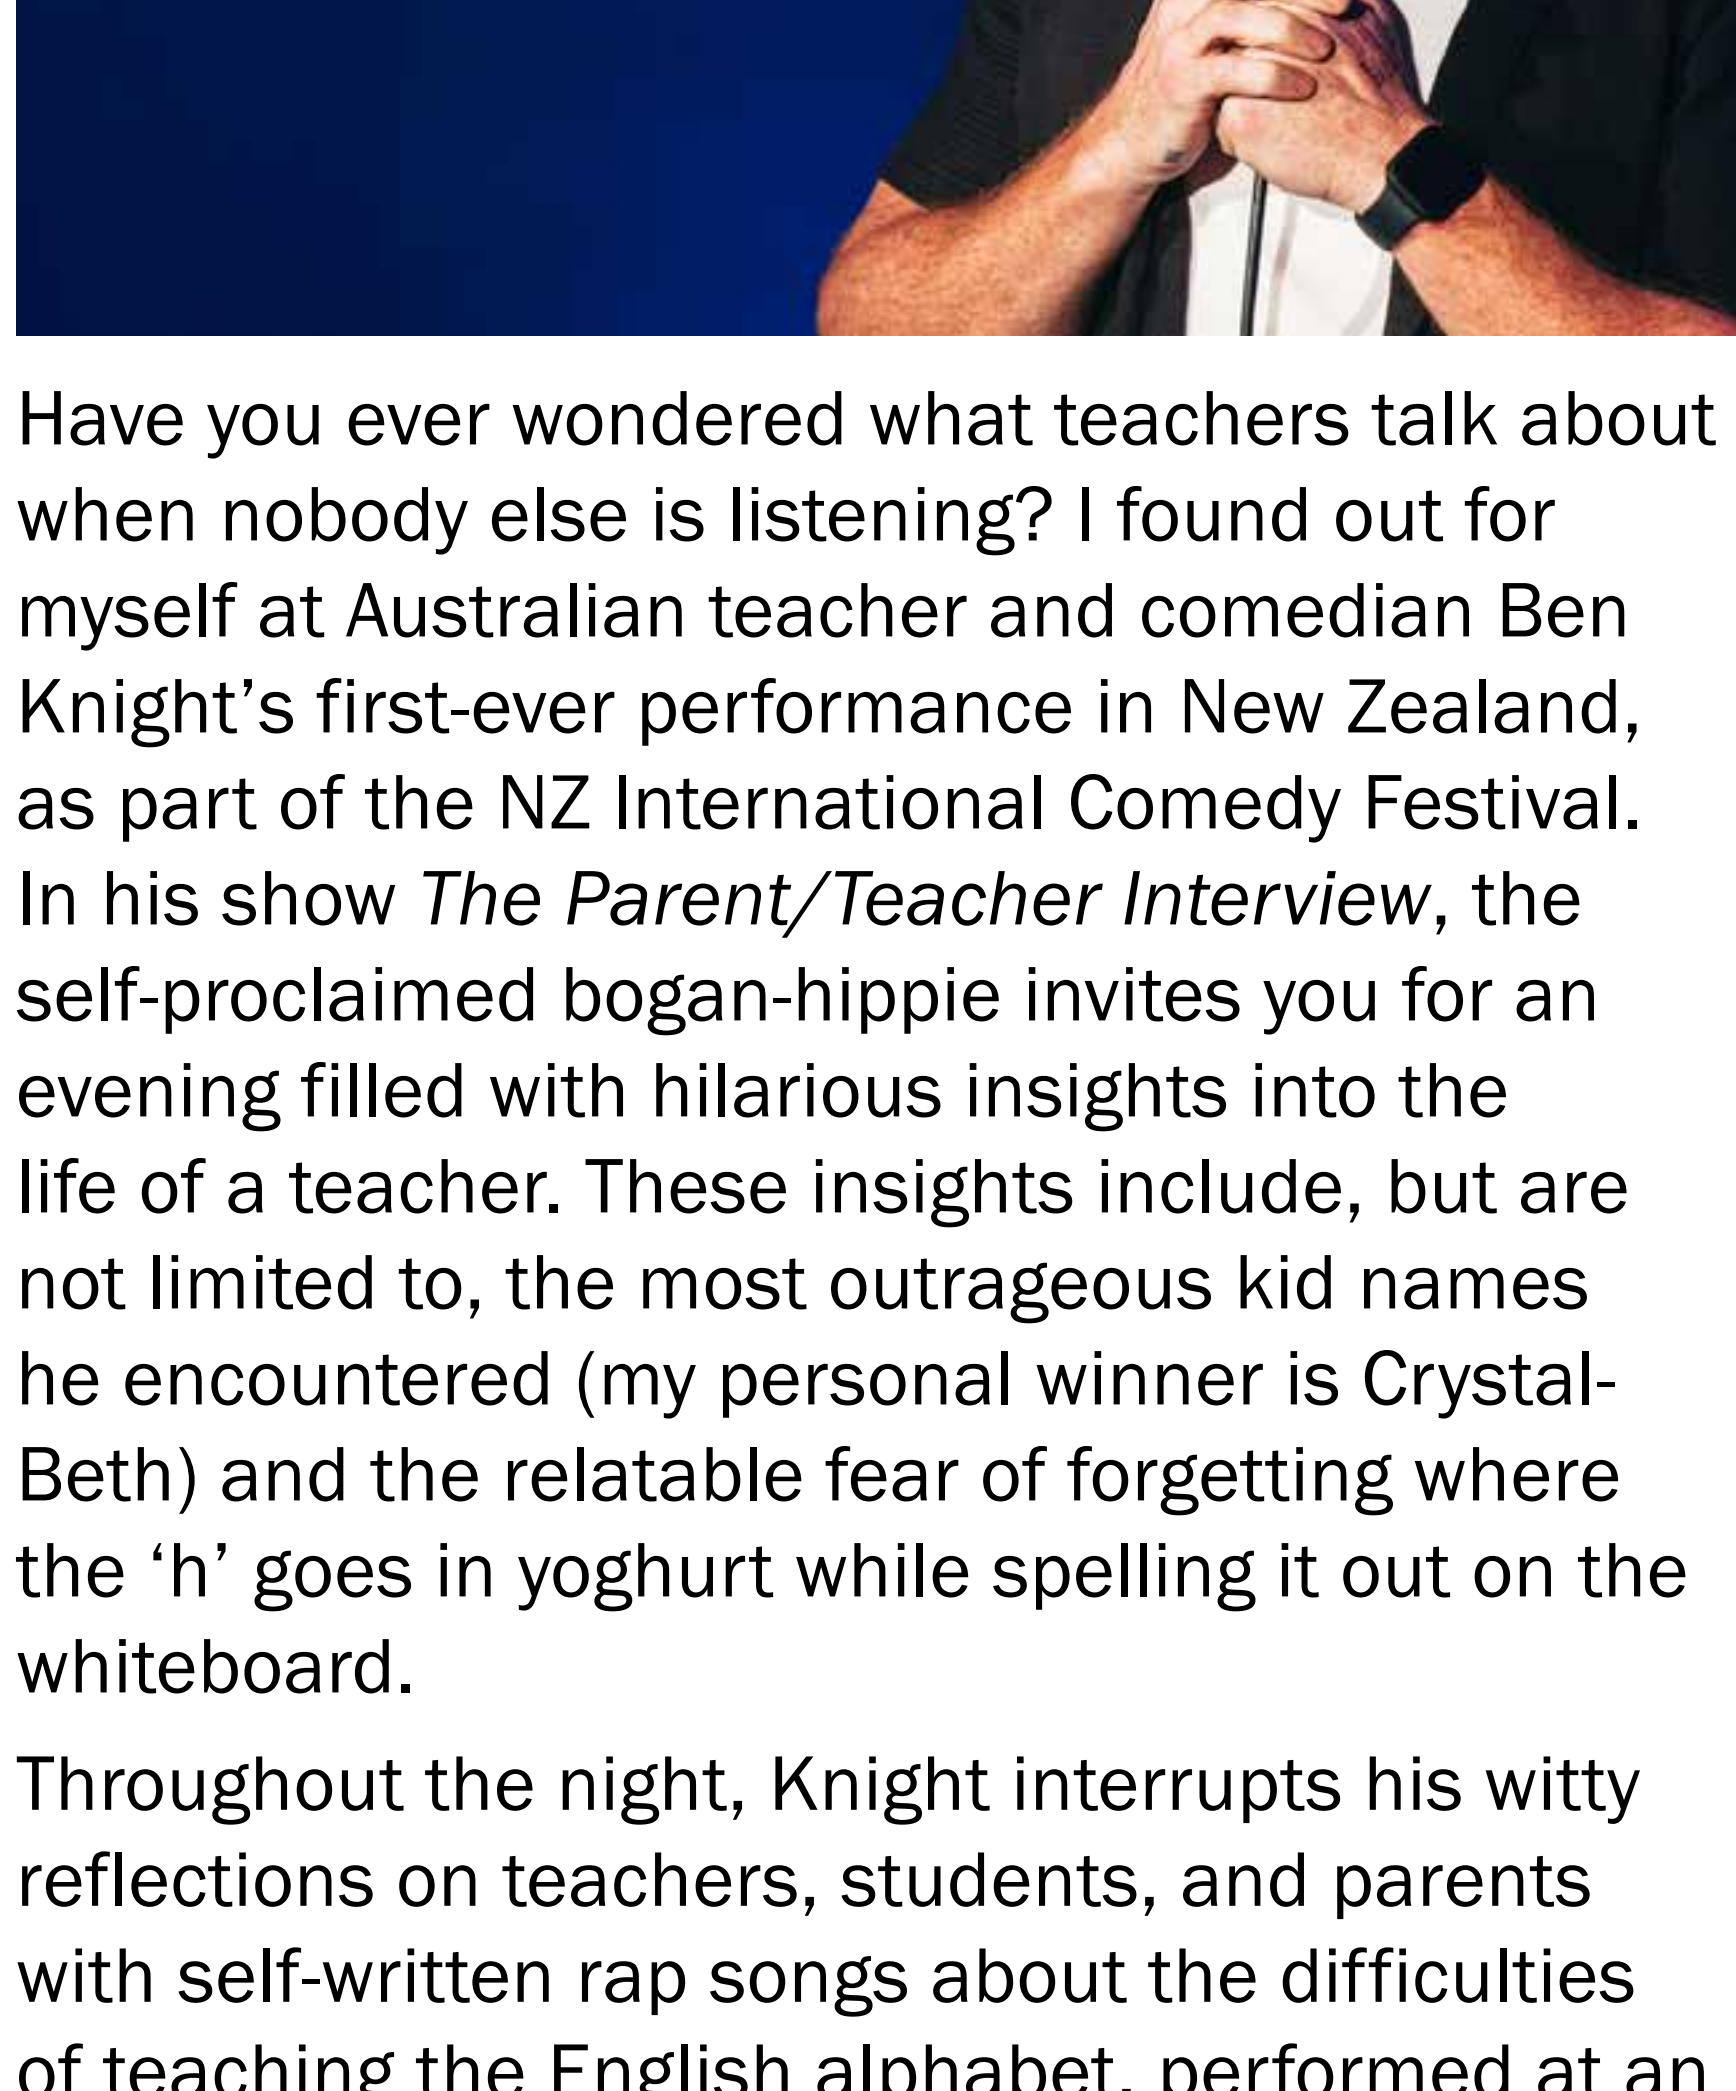 Have you ever wondered what teachers talk about
when nobody else is listening? I found out for
myself at Australian teacher and comedian Ben
Knight’s first-ever performance in New Zealand,
as part of the NZ International Comedy Festival.
In his show The Parent/Teacher Interview, the
self-proclaimed bogan-hippie invites you for an
evening filled with hilarious insights into the
life of a teacher. These insights include, but are
not limited to, the most outrageous kid names
he encountered (my personal winner is Crystal-
Beth) and the relatable fear of forgetting where
the ‘h’ goes in yoghurt while spelling it out on the
whiteboard.
Throughout the night, Knight interrupts his witty
reflections on teachers, students, and parents
with self-written rap songs about the difficulties
of teaching the English alphabet, performed at an